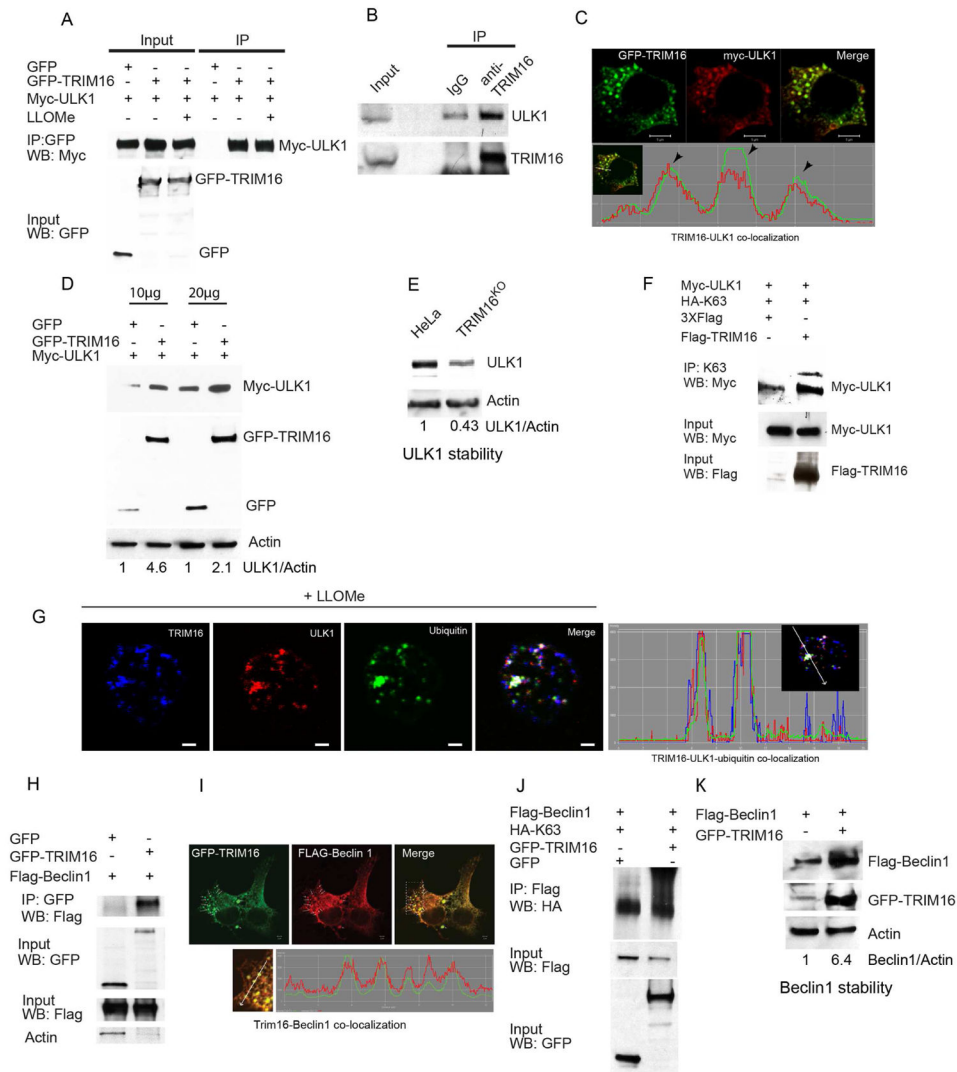 A
Input IP
GFP + - - + - -
GFP-TRIM16 - + + - + +
Myc-ULK1 + + + + + +
LLOMe - - + - - +
IP:GFP
WB: Myc
Myc-ULK1
GFP-TRIM16
Input
WB: GFP
GFP
B
IP
Input
IgG
anti-
TRIM16
ULK1
TRIM16
C
GFP-TRIM16 myc-ULK1 Merge
TRIM16-ULK1 co-localization
D
10µg 20µg
GFP + - + -
GFP-TRIM16 - + - +
Myc-ULK1 + + + +
Myc-ULK1
GFP-TRIM16
GFP
Actin
1 4.6 1 2.1 ULK1/Actin
E
HeLa
TRIM16KO
ULK1
Actin
1 0.43 ULK1/Actin
ULK1 stability
F
Myc-ULK1 + +
HA-K63 + +
3XFlag + -
Flag-TRIM16 - +
IP: K63
WB: Myc
Myc-ULK1
Input
WB: Myc
Myc-ULK1
Input
WB: Flag
Flag-TRIM16
G
+ LLOMe
TRIM16 ULK1 Ubiquitin Merge
TRIM16-ULK1-ubiquitin co-localization
H
GFP + -
GFP-TRIM16 - +
Flag-Beclin1 + +
IP: GFP
WB: Flag
Input
WB: GFP
Input
WB: Flag
Actin
I
GFP-TRIM16 FLAG-Beclin 1 Merge
Trim16-Beclin1 co-localization
J
Flag-Beclin1 + +
HA-K63 + +
GFP-TRIM16 - +
GFP + -
IP: Flag
WB: HA
Input
WB: Flag
Input
WB: GFP
K
Flag-Beclin1 + +
GFP-TRIM16 - +
Flag-Beclin1
GFP-TRIM16
Actin
1 6.4 Beclin1/Actin
Beclin1 stability